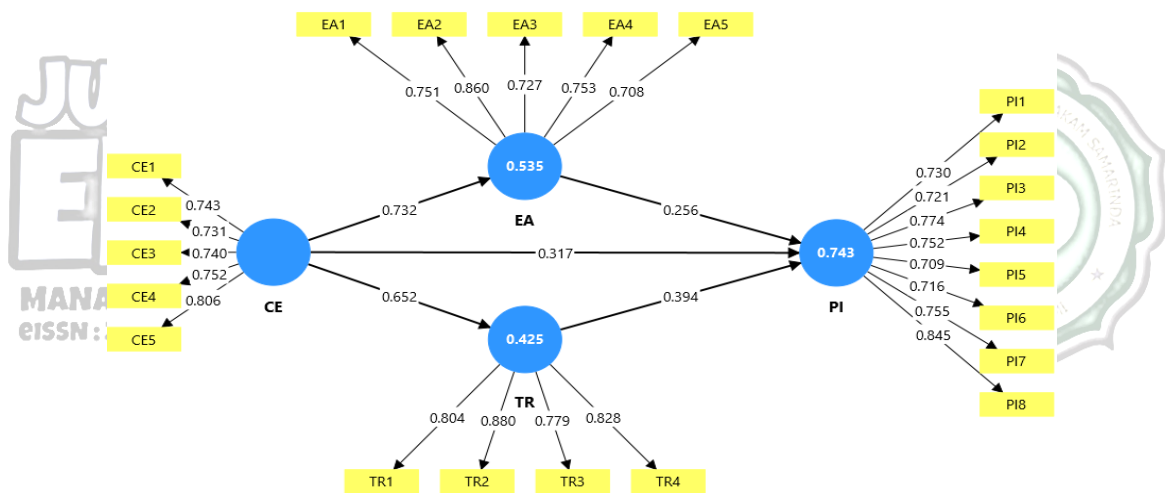 EA1 EA2 EA3 EA4 EA5
0.751 0.860 0.727 0.753 0.708
CE1
CE2
CE3
CE4
CE5
0.743
0.731
0.740
0.752
0.806
CE
0.535
EA
0.732
0.317
0.652
0.425
TR
0.256
0.394
0.743
PI
0.730
0.721
0.774
0.752
0.709
0.716
0.755
0.845
PI1
PI2
PI3
PI4
PI5
PI6
PI7
PI8
0.804 0.880 0.779 0.828
TR1 TR2 TR3 TR4
JU
E
MANA
eISSN :
SAMARINDA